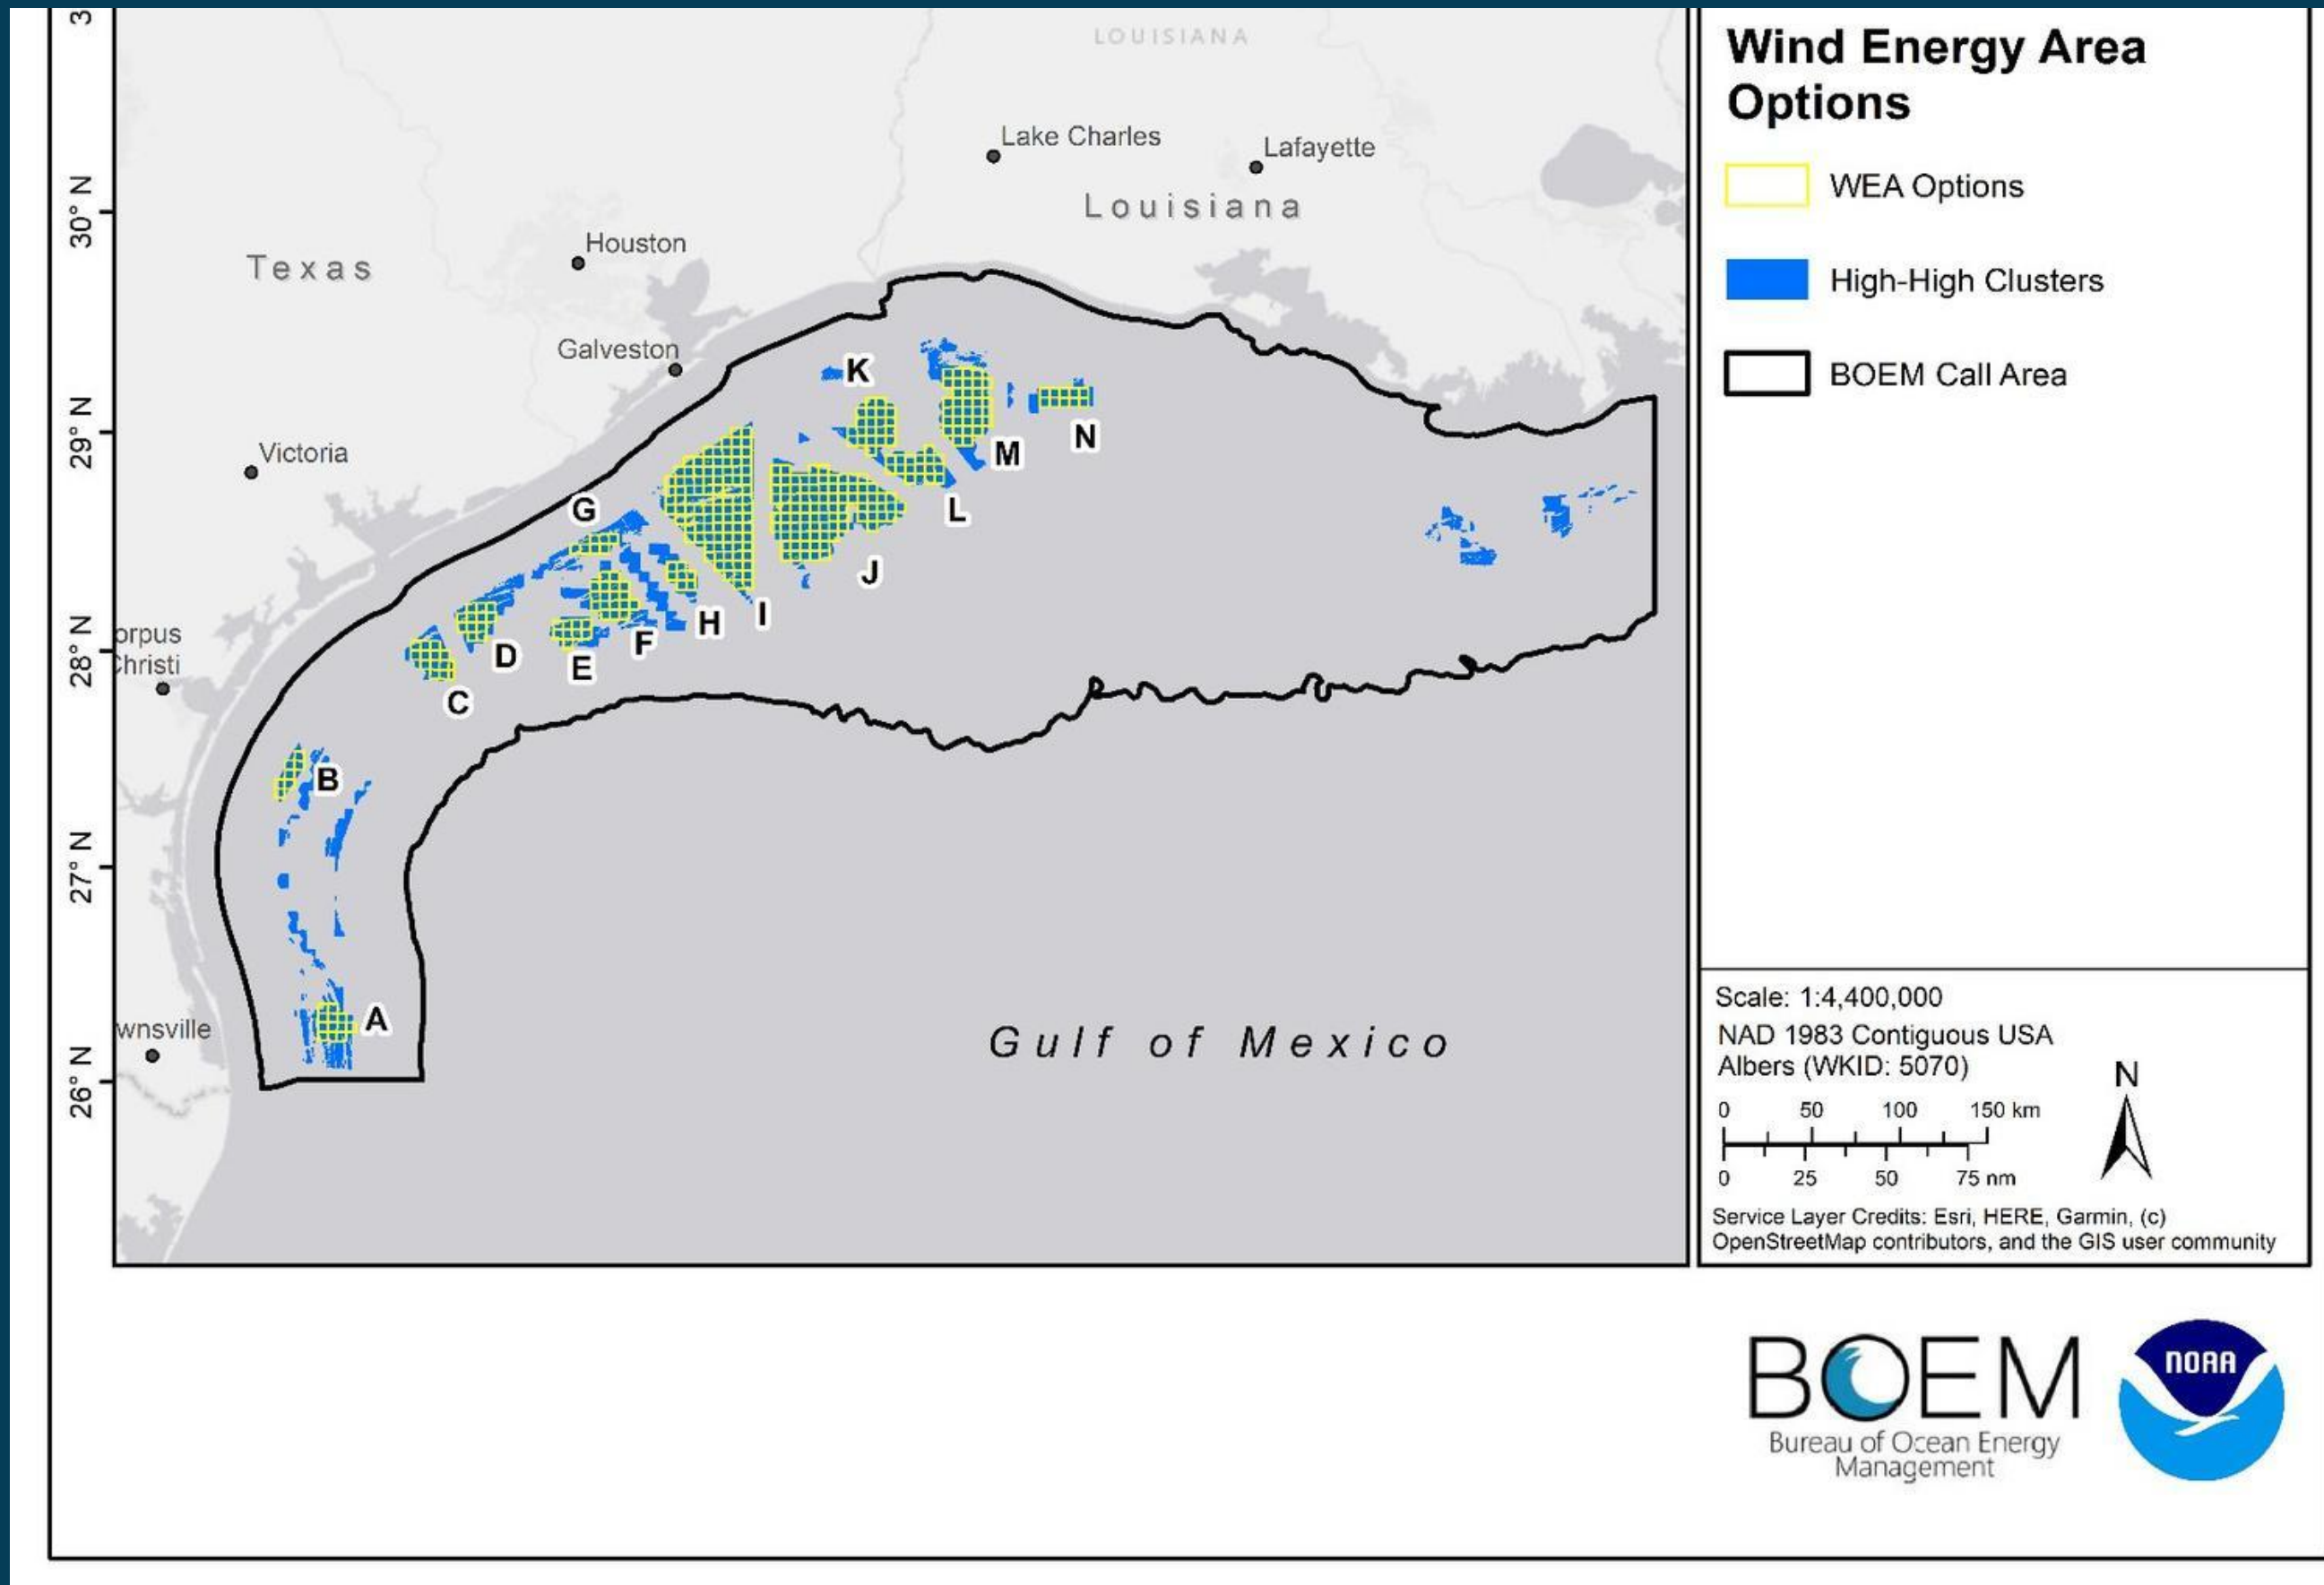 LOUISIANA
Lake Charles
Lafayette
Louisiana
Houston
Texas
Galveston
Victoria
orpus
Christi
wnsville
K
M
N
G
L
J
I
H
F
D
E
C
B
A
Gulf of Mexico
3
30° N
29° N
28° N
27° N
26° N
Wind Energy Area
Options
WEA Options
High-High Clusters
BOEM Call Area
Scale: 1:4,400,000
NAD 1983 Contiguous USA
Albers (WKID: 5070)
N
0 50 100 150 km
0 25 50 75 nm
Service Layer Credits: Esri, HERE, Garmin, (c)
OpenStreetMap contributors, and the GIS user community
BOEM
Bureau of Ocean Energy
Management
NOAA